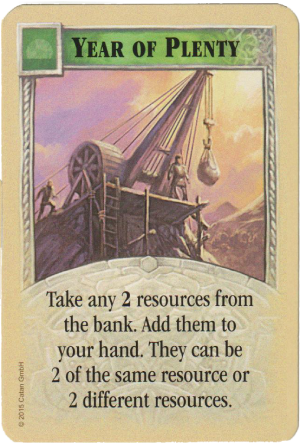 YEAR OF PLENTY
Take any 2 resources from
the bank. Add them to
your hand. They can be
2 of the same resource or
2 different resources.
© 2015 Catan GmbH